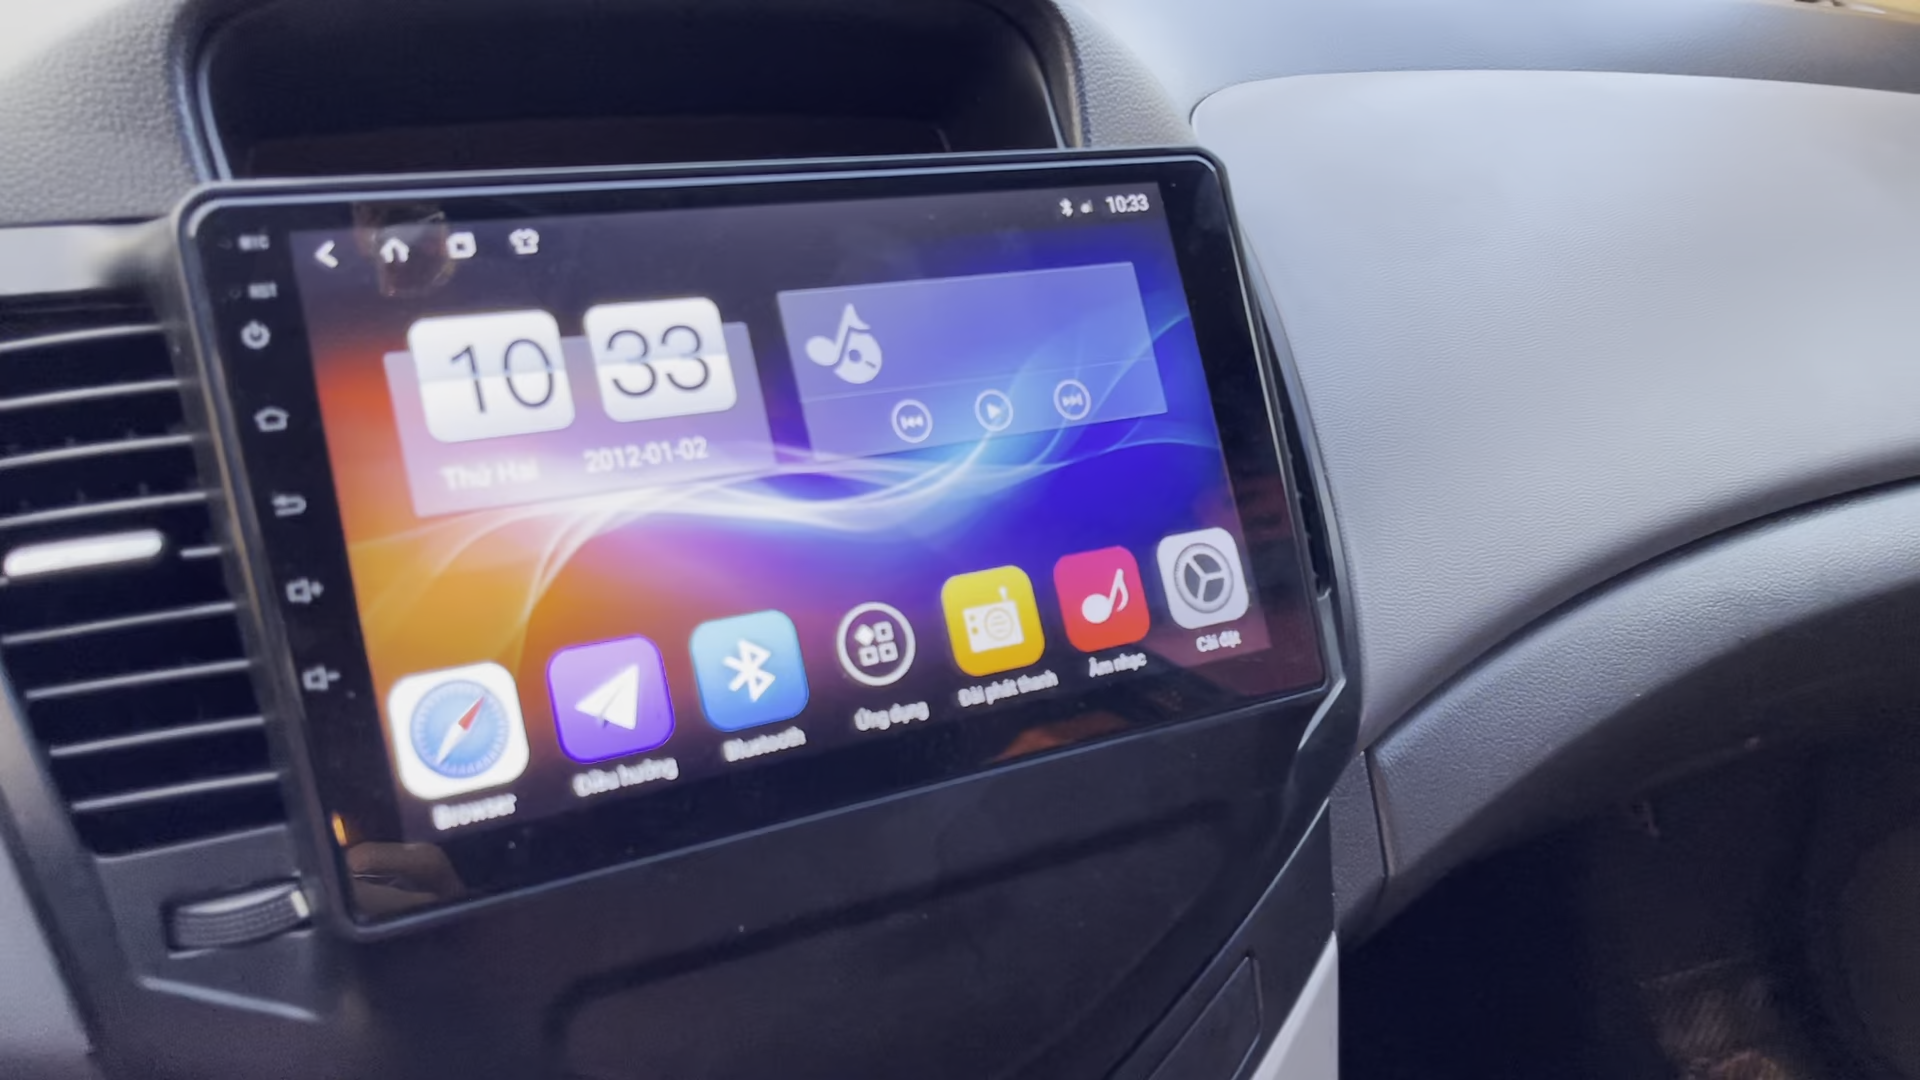 MIC
RST
10:33
10 33
Thứ Hai 2012-01-02
Browser
Điều hướng
Bluetooth
Ứng dụng
Đài phát thanh
Âm nhạc
Cài đặt